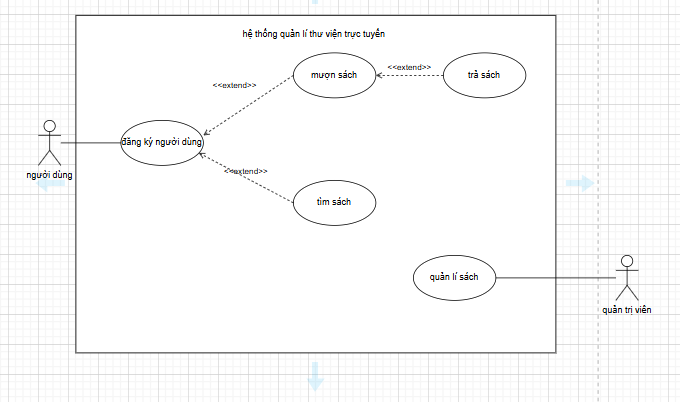 hệ thống quản lí thư viện trực tuyến
mượn sách
<<extend>>
trả sách
<<extend>>
đăng ký người dùng
người dùng
<<extend>>
tìm sách
quản lí sách
quản trị viên